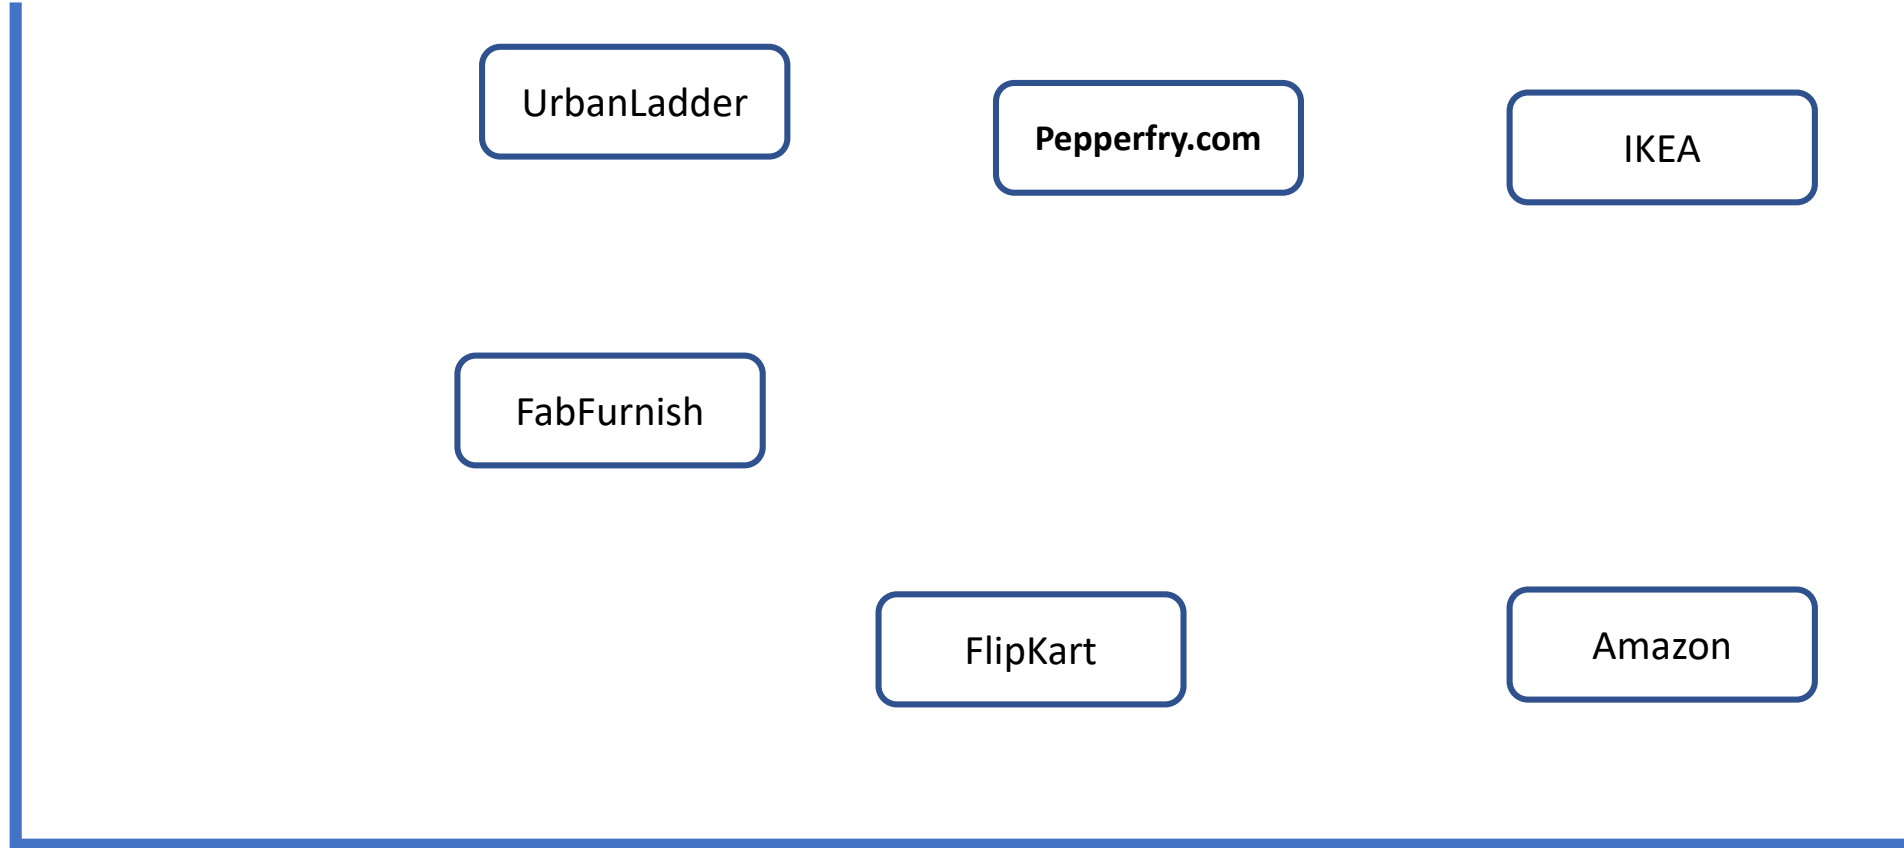 UrbanLadder
Pepperfry.com
IKEA
FabFurnish
FlipKart
Amazon